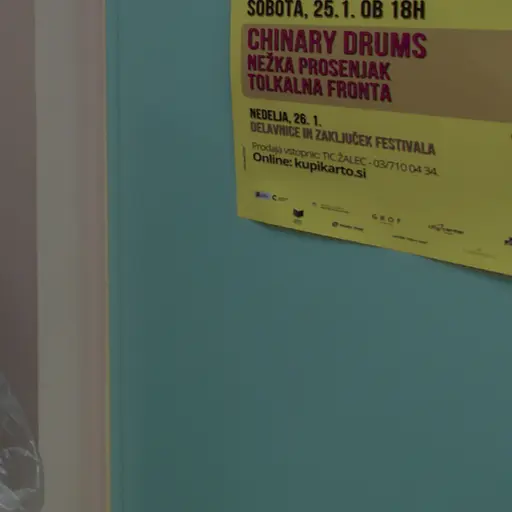 SOBOTA, 25.1. OB 18H
CHINARY DRUMS
NEŽKA PROSENJAK
TOLKALNA FRONTA
NEDELJA, 26. 1.
DELAVNICE IN ZAKLJUČEK FESTIVALA
Prodaja vstopnic: TIC ŽALEC - 03/710 04 34.
Online: kupikarto.si
GROF